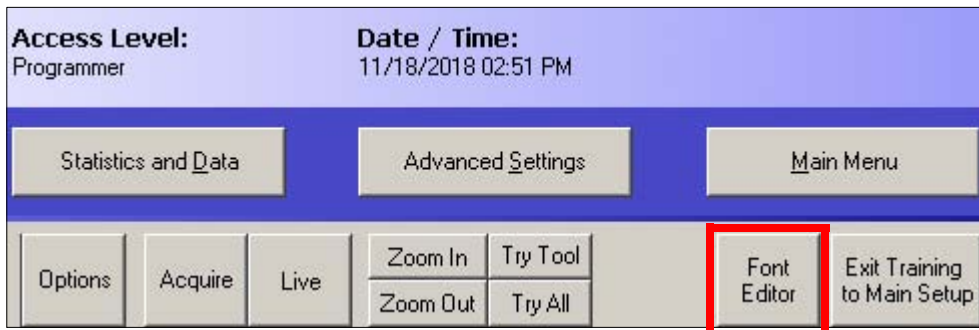 Access Level:
Programmer
Date / Time:
11/18/2018 02:51 PM
Statistics and Data
Advanced Settings
Main Menu
Options
Acquire
Live
Zoom In
Try Tool
Zoom Out
Try All
Font
Editor
Exit Training
to Main Setup